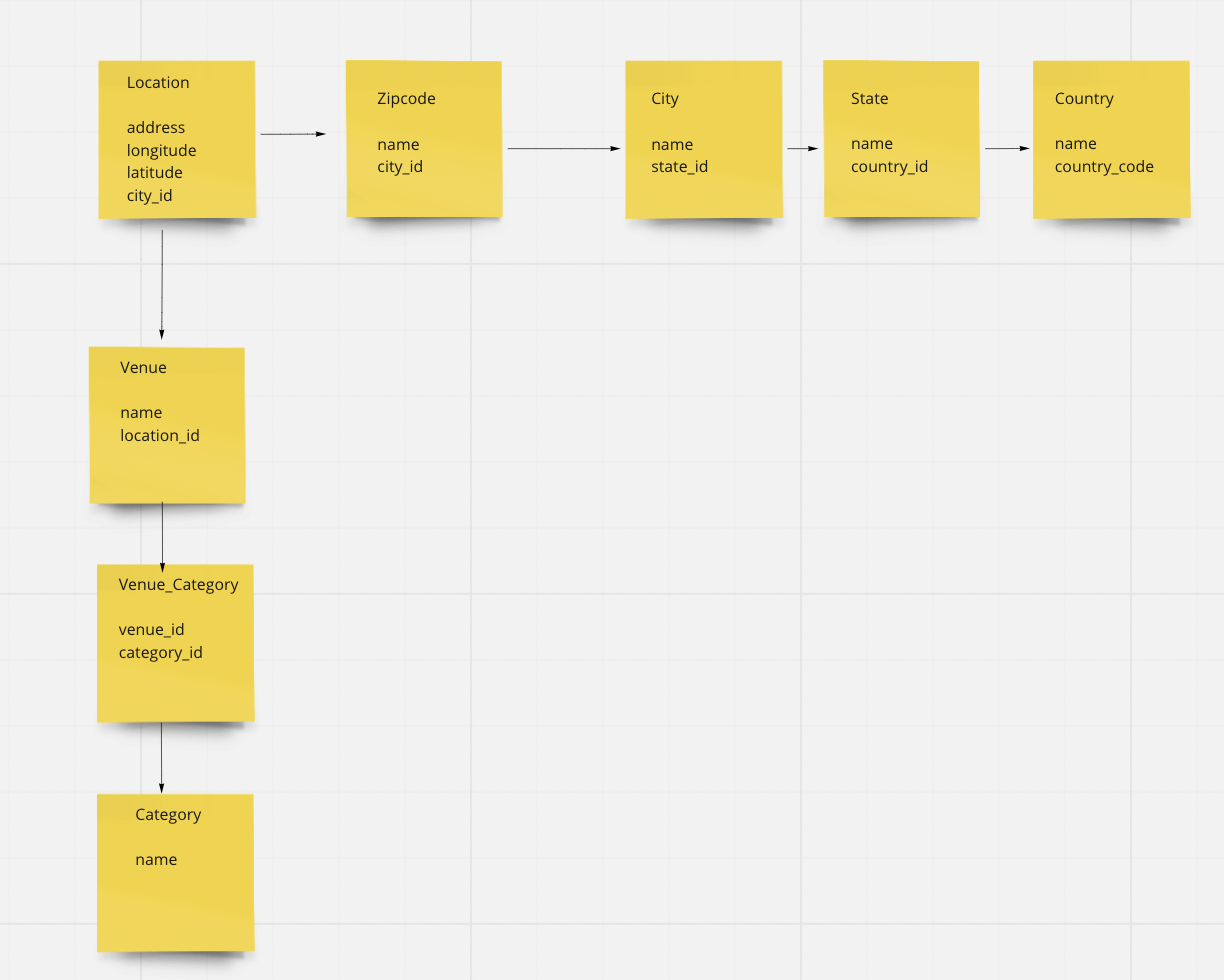 Location
address
longitude
latitude
city_id
Zipcode
name
city_id
City
name
state_id
State
name
country_id
Country
name
country_code
Venue
name
location_id
Venue_Category
venue_id
category_id
Category
name